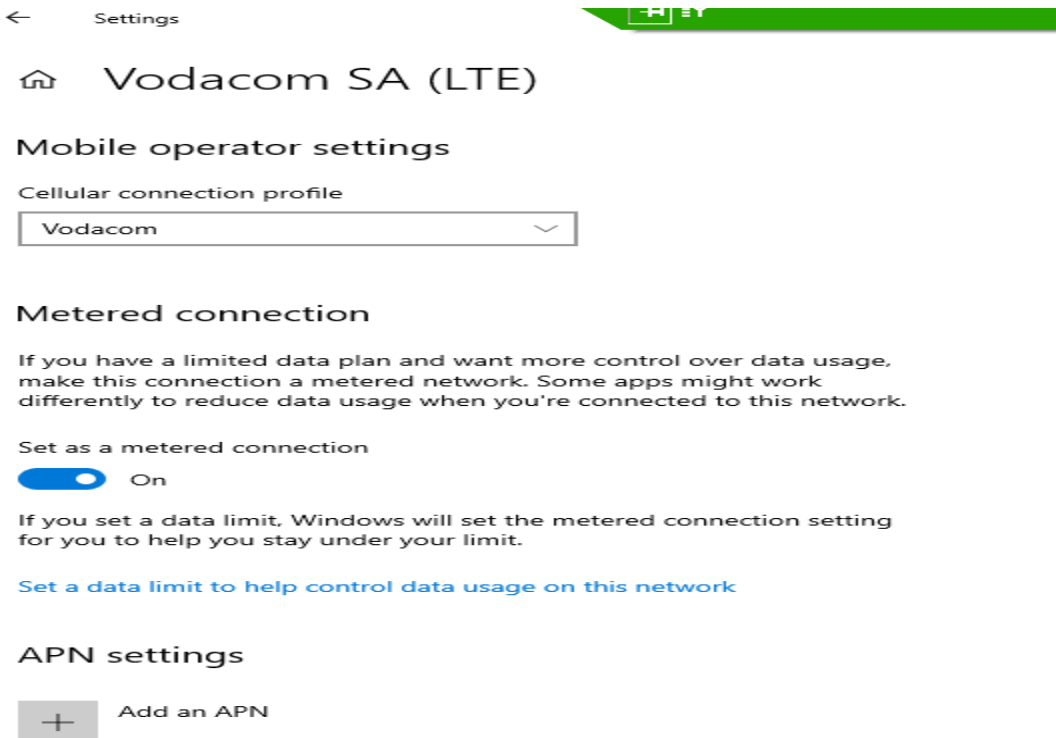 Settings
Vodacom SA (LTE)
Mobile operator settings
Cellular connection profile
Vodacom
Metered connection
If you have a limited data plan and want more control over data usage,
make this connection a metered network. Some apps might work
differently to reduce data usage when you're connected to this network.
Set as a metered connection
On
If you set a data limit, Windows will set the metered connection setting
for you to help you stay under your limit.
Set a data limit to help control data usage on this network
APN settings
Add an APN